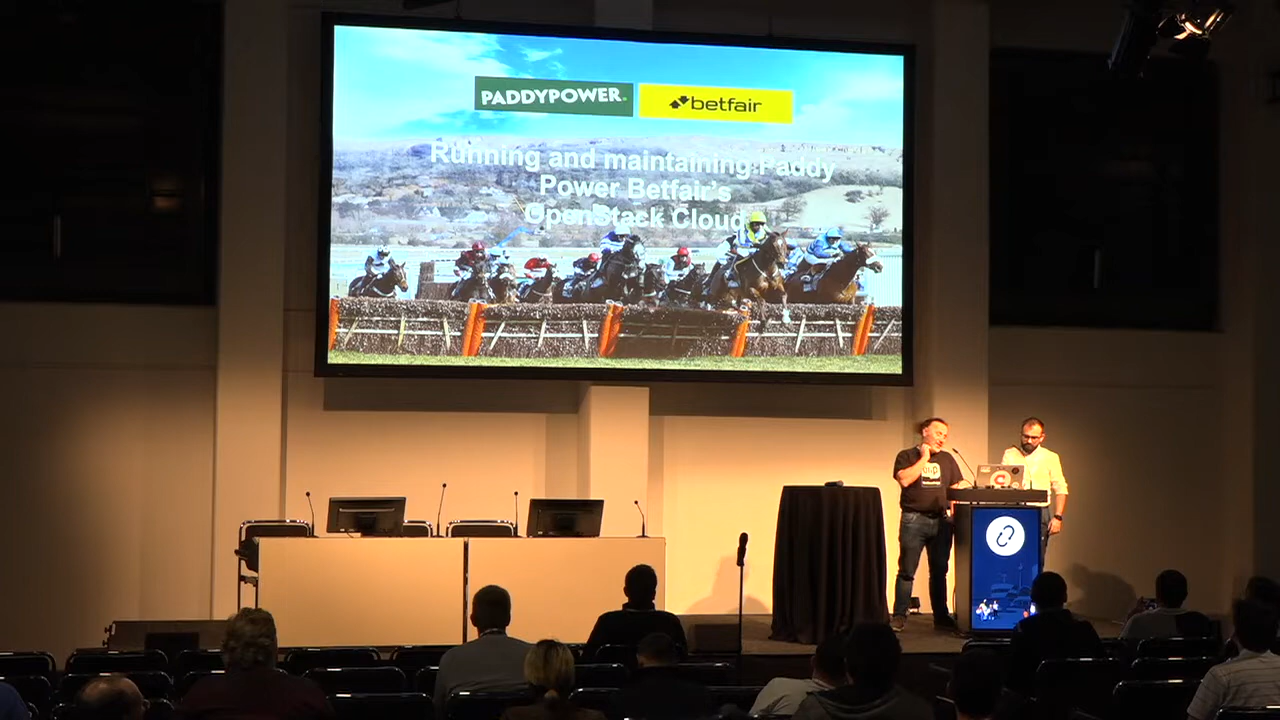 PADDYPOWER.
betfair
Running and maintaining Paddy
Power Betfair's
OpenStack Cloud